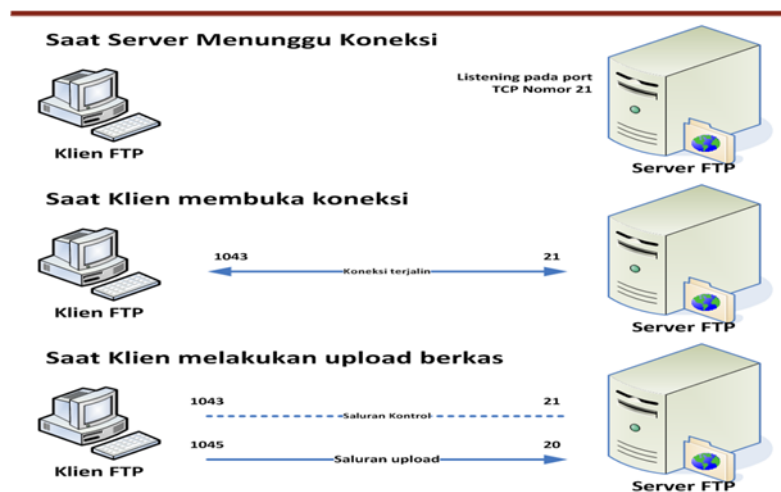 Saat Server Menunggu Koneksi
Listening pada port
TCP Nomor 21
Klien FTP
Server FTP
Saat Klien membuka koneksi
1043
21
Koneksi terjalin
Klien FTP
Server FTP
Saat Klien melakukan upload berkas
1043
21
Saluran Kontrol
1045
20
Saluran upload
Klien FTP
Server FTP